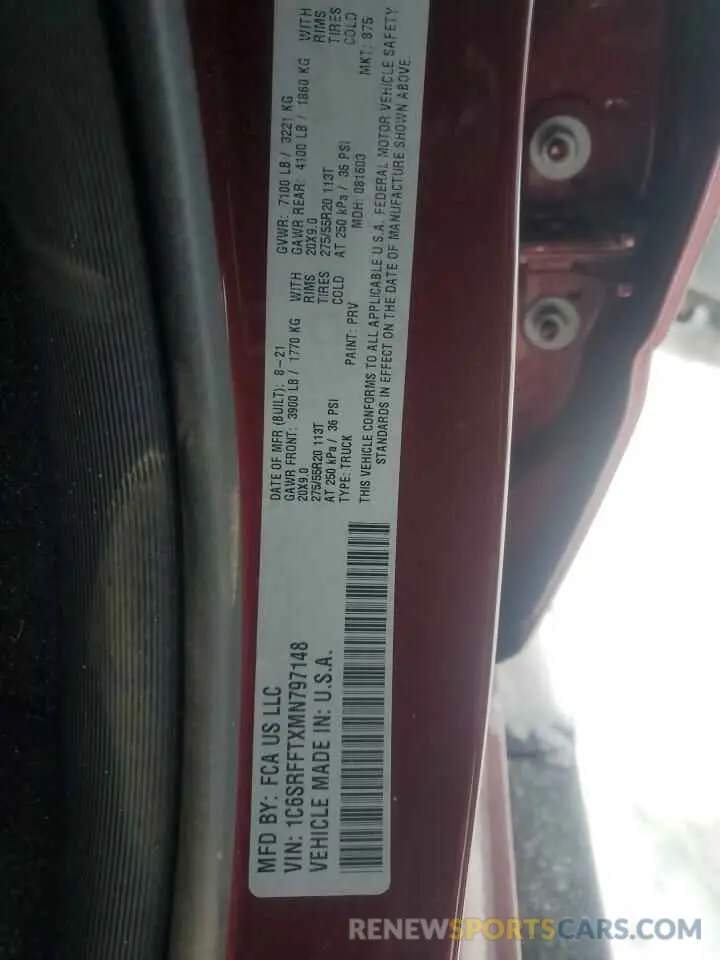 MFD BY: FCA US LLC
VIN: 1C6SRFFTXMN797148
VEHICLE MADE IN: U.S.A.
DATE OF MFR (BUILT): 8-21
GAWR FRONT: 3900 LB / 1770 KG WITH
20X9.0 RIMS
275/55R20 113T TIRES
AT 250 kPa / 36 PSI COLD
TYPE: TRUCK PAINT: PRV
GVWR: 7100 LB / 3221 KG
GAWR REAR: 4100 LB / 1860 KG WITH
20X9.0 RIMS
275/55R20 113T TIRES
AT 250 kPa / 36 PSI COLD
MDH: 081603 MKT: 875
THIS VEHICLE CONFORMS TO ALL APPLICABLE U.S.A. FEDERAL MOTOR VEHICLE SAFETY
STANDARDS IN EFFECT ON THE DATE OF MANUFACTURE SHOWN ABOVE.
RENEWSPORTSCARS.COM